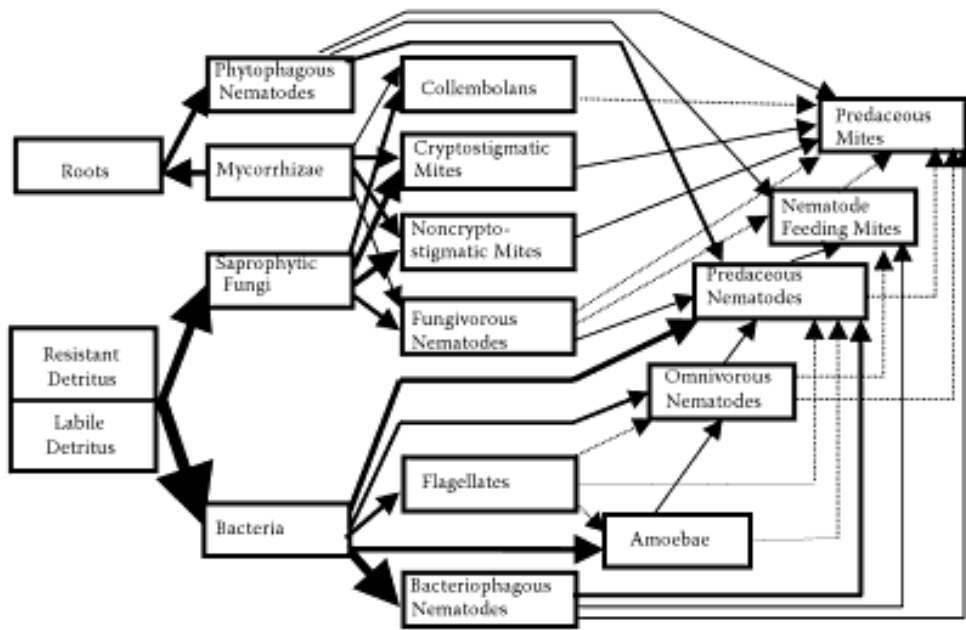 Phytophagous
Nematodes
Collembolans
Predaceous
Mites
Roots
Mycorrhizae
Cryptostigmatic
Mites
Nematode
Feeding Mites
Noncrypto-
stigmatic Mites
Saprophytic
Fungi
Predaceous
Nematodes
Fungivorous
Nematodes
Resistant
Detritus
Labile
Detritus
Omnivorous
Nematodes
Flagellates
Bacteria
Amoebae
Bacteriophagous
Nematodes